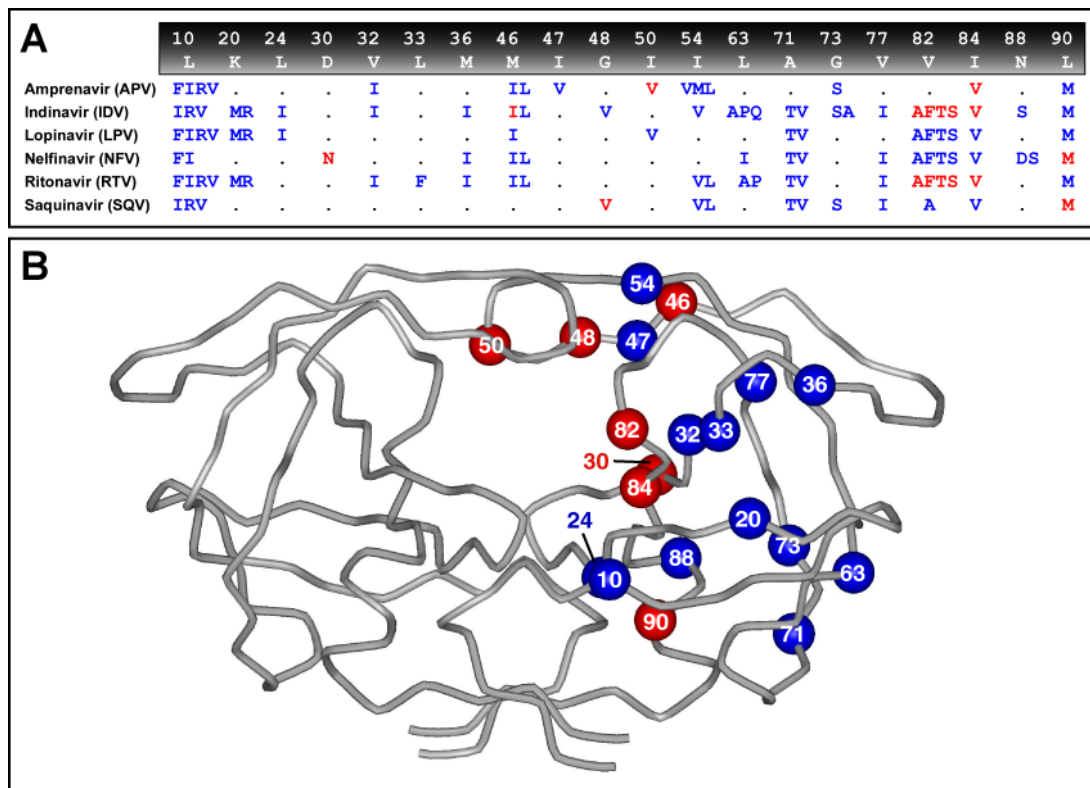 A
10 20 24 30 32 33 36 46 47 48 50 54 63 71 73 77 82 84 88 90
L K L D V L M M I G I I L A G V V I N L
Amprenavir (APV) FIRV . . . I . . IL V . I V VML . . S . . V . M
Indinavir (IDV) IRV MR I . I . I IL . V . V APQ TV SA I AFTS V S M
Lopinavir (LPV) FIRV MR I . . . . I . . V . . TV . . AFTS V . M
Nelfinavir (NFV) FI . . N . . I IL . . . . I TV . I AFTS V DS M
Ritonavir (RTV) FIRV MR . . I F I IL . . . VL AP TV . I AFTS V . M
Saquinavir (SQV) IRV . . . . . . . . V . VL . TV S I A V . M
B
54
46
50
48
47
77
36
82
32
33
30
84
24
20
73
10
88
63
90
71